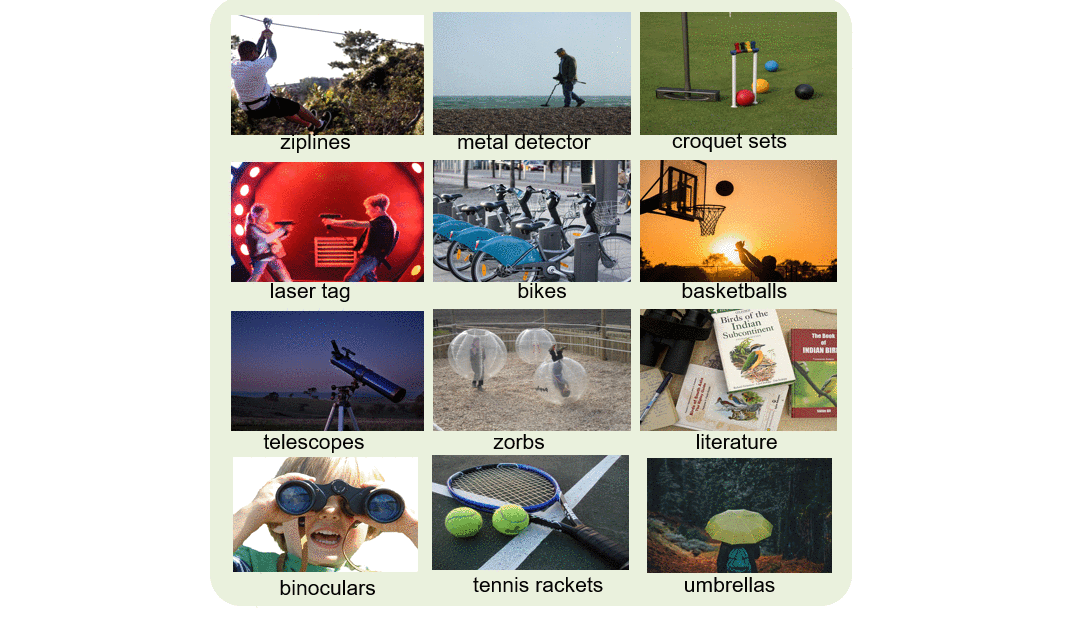 ziplines
metal detector
croquet sets
laser tag
bikes
basketballs
Birds of the
Indian
Subcontinent
The Book
of
INDIAN BIR
telescopes
zorbs
literature
binoculars
tennis rackets
umbrellas